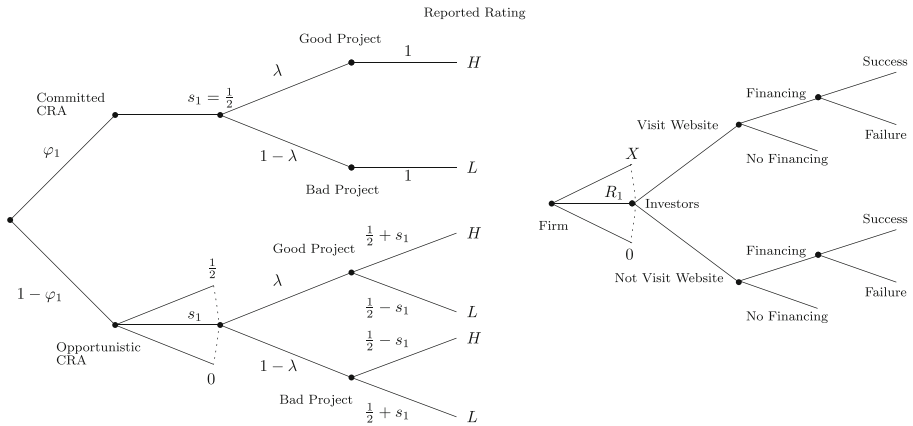 Reported Rating
Good Project
1
H
λ
Committed
CRA
s₁ = 1/2
φ₁
1 − λ
L
1
Bad Project
1/2 + s₁
H
Good Project
λ
1/2
1 − φ₁
s₁
1/2 − s₁
L
1/2 − s₁
H
Opportunistic
CRA
1 − λ
0
Bad Project
1/2 + s₁
L
Success
Financing
Visit Website
Failure
X
No Financing
R₁
Investors
Firm
0
Success
Financing
Not Visit Website
Failure
No Financing